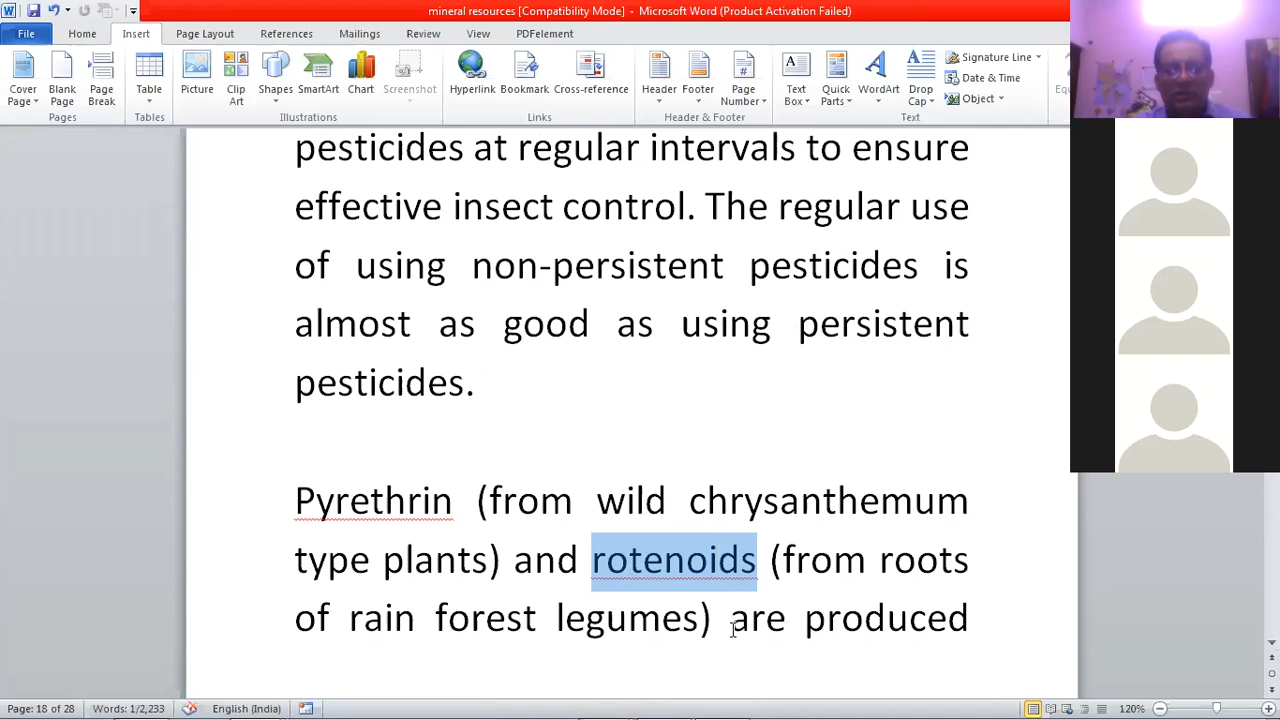 mineral resources [Compatibility Mode] - Microsoft Word (Product Activation Failed)
File Home Insert Page Layout References Mailings Review View PDFelement
Cover Page Blank Page Page Break Table Picture Clip Art Shapes SmartArt Chart Screenshot Hyperlink Bookmark Cross-reference Header Footer Page Number Text Box Quick Parts WordArt Drop Cap Signature Line
Date & Time
Object
Pages Tables Illustrations Links Header & Footer Text
pesticides at regular intervals to ensure
effective insect control. The regular use
of using non-persistent pesticides is
almost as good as using persistent
pesticides.
Pyrethrin (from wild chrysanthemum
type plants) and rotenoids (from roots
of rain forest legumes) are produced
Page: 18 of 28 Words: 1/2,233 English (India) 120%